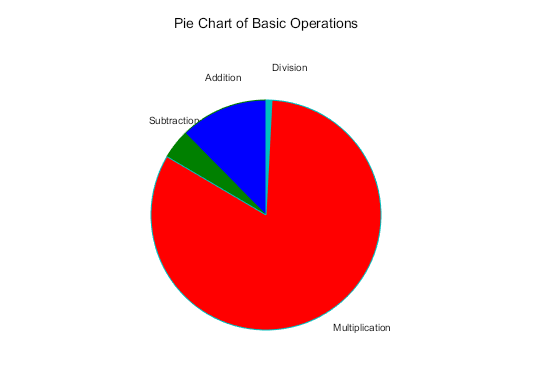 Pie Chart of Basic Operations
Division
Addition
Subtraction
Multiplication